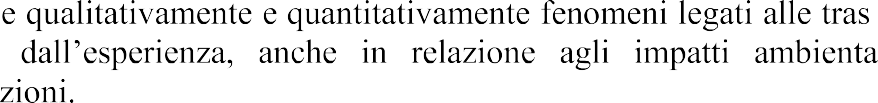 e qualitativamente e quantitativamente fenomeni legati alle tras
dall’esperienza, anche in relazione agli impatti ambienta
zioni.